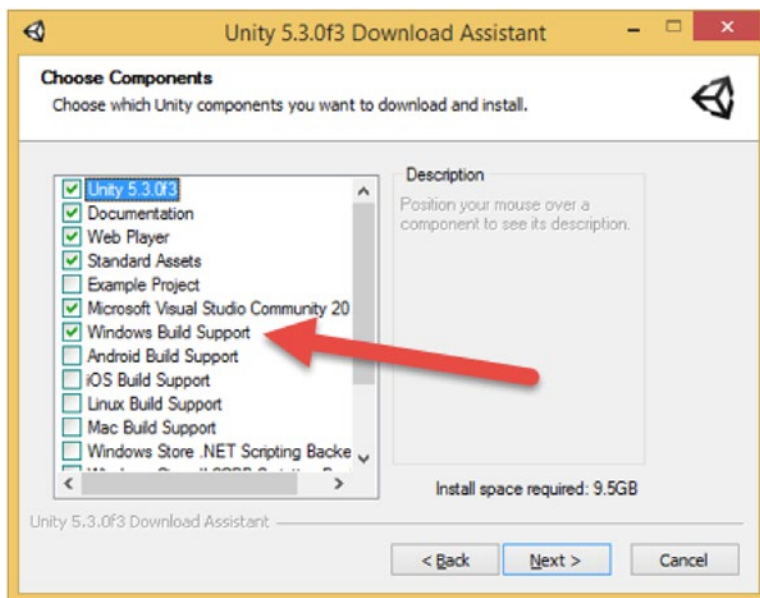 Unity 5.3.0f3 Download Assistant
Choose Components
Choose which Unity components you want to download and install.
Unity 5.3.0f3
Documentation
Web Player
Standard Assets
Example Project
Microsoft Visual Studio Community 20
Windows Build Support
Android Build Support
iOS Build Support
Linux Build Support
Mac Build Support
Windows Store .NET Scripting Backe
Description
Position your mouse over a
component to see its description.
Install space required: 9.5GB
Unity 5.3.0f3 Download Assistant
< Back
Next >
Cancel